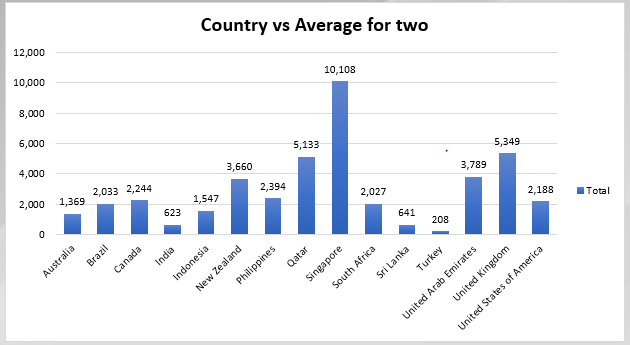 Country vs Average for two
12,000
10,000
8,000
6,000
4,000
2,000
0
1,369
2,033
2,244
623
1,547
3,660
2,394
5,133
10,108
2,027
641
208
3,789
5,349
2,188
Total
Australia
Brazil
Canada
India
Indonesia
New Zealand
Philippines
Qatar
Singapore
South Africa
Sri Lanka
Turkey
United Arab Emirates
United Kingdom
United States of America